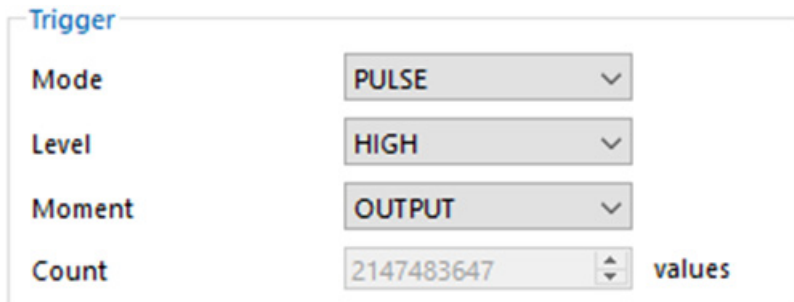 Trigger
Mode PULSE
Level HIGH
Moment OUTPUT
Count 2147483647 values